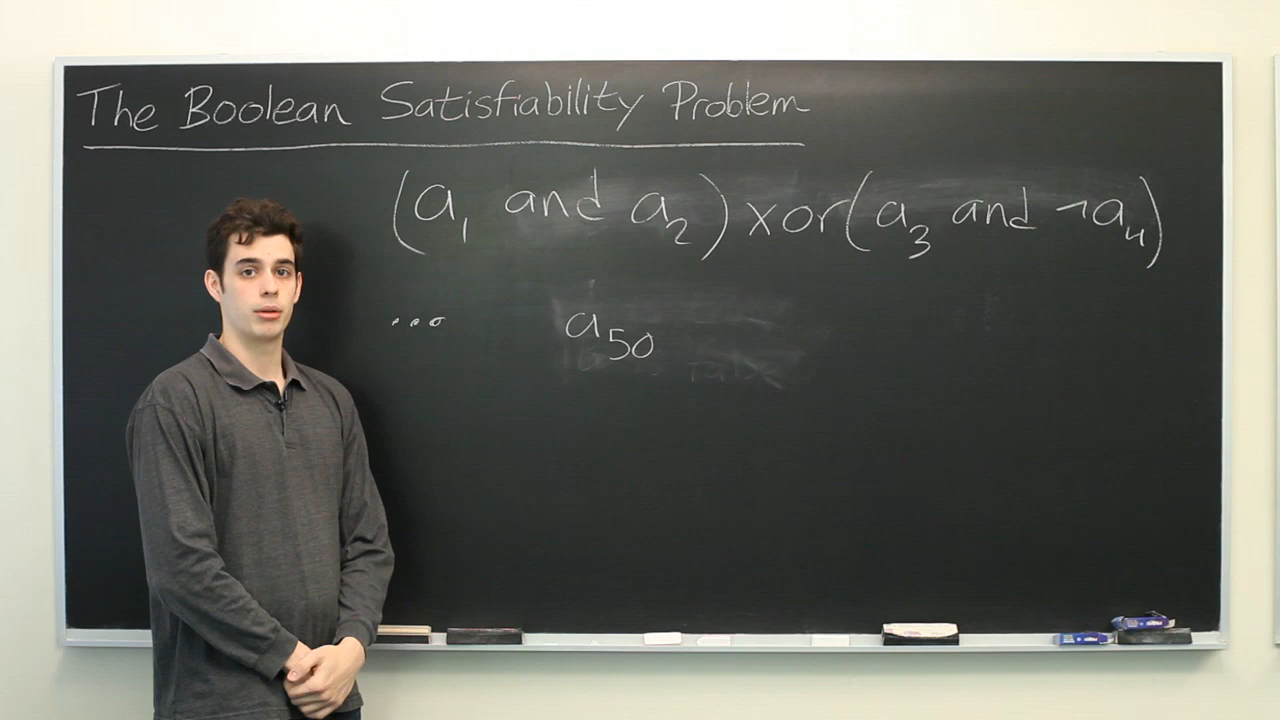 The Boolean Satisfiability Problem
(a₁ and a₂) xor (a₃ and ¬a₄)
... a₅₀